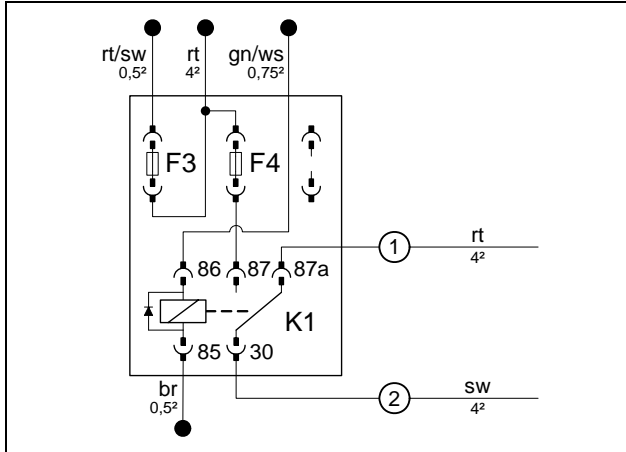 rt/sw rt gn/ws
0,5² 4² 0,75²
F3 F4
1 rt
4²
86 87 87a
K1
85 30
br
0,5²
2 sw
4²